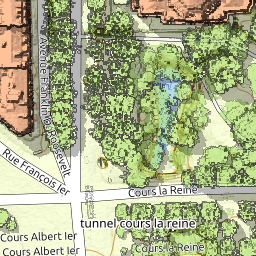 Avenue Franklin D. Roosevelt
Rue François Ier
Cours la Reine
tunnel cours la reine
Cours Albert Ier
Cours la Reine
Cours Albert Ier